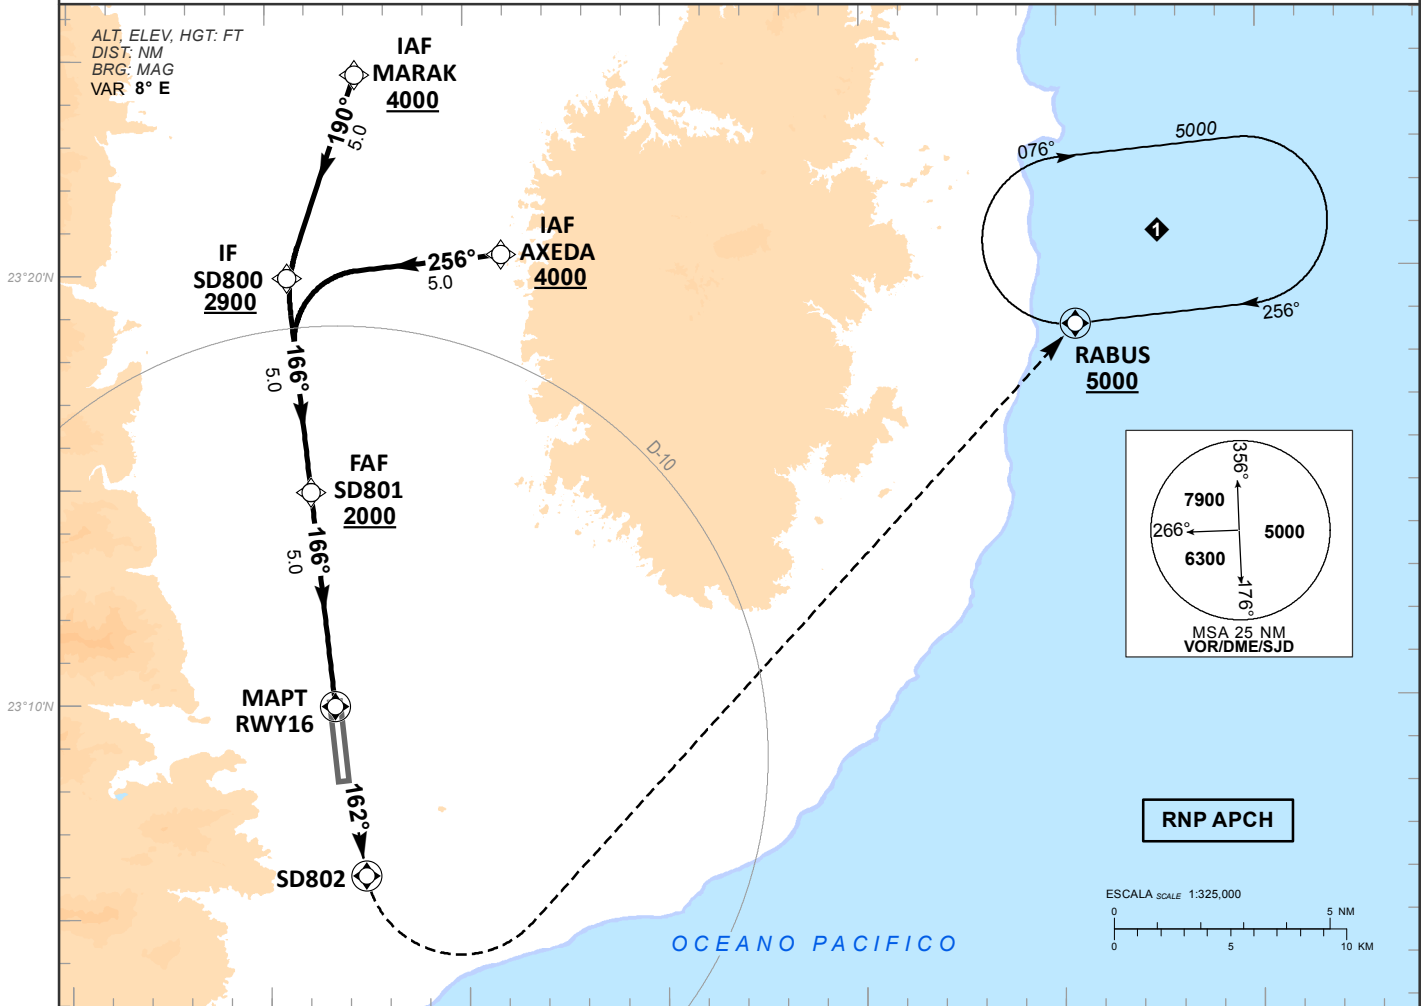 ALT, ELEV, HGT: FT
DIST: NM
BRG: MAG
VAR 8° E
IAF
MARAK
4000
190°
5.0
IAF
AXEDA
4000
256°
5.0
IF
SD800
2900
23°20'N
166°
5.0
FAF
SD801
2000
166°
5.0
D-10
076°
5000
1
256°
RABUS
5000
356°
7900
266°
5000
6300
176°
MSA 25 NM
VOR/DME/SJD
MAPT
RWY16
23°10'N
162°
SD802
RNP APCH
ESCALA SCALE 1:325,000
0 5 NM
0 5 10 KM
OCEANO PACIFICO